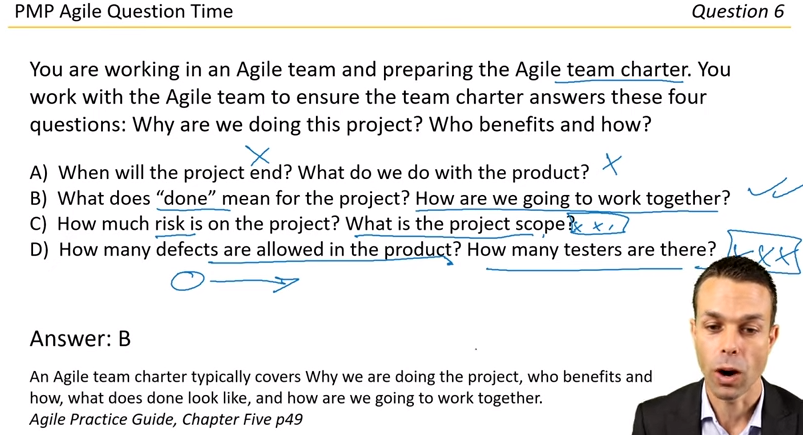 PMP Agile Question Time
Question 6
You are working in an Agile team and preparing the Agile team charter. You
work with the Agile team to ensure the team charter answers these four
questions: Why are we doing this project? Who benefits and how?
A) When will the project end? What do we do with the product?
B) What does “done” mean for the project? How are we going to work together?
C) How much risk is on the project? What is the project scope?
D) How many defects are allowed in the product? How many testers are there?
Answer: B
An Agile team charter typically covers Why we are doing the project, who benefits and
how, what does done look like, and how are we going to work together.
Agile Practice Guide, Chapter Five p49